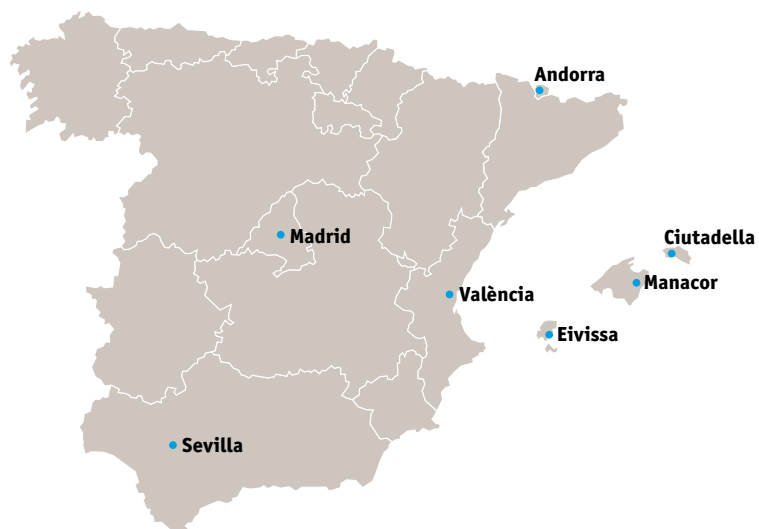 Andorra
Madrid
Ciutadella
Manacor
València
Eivissa
Sevilla